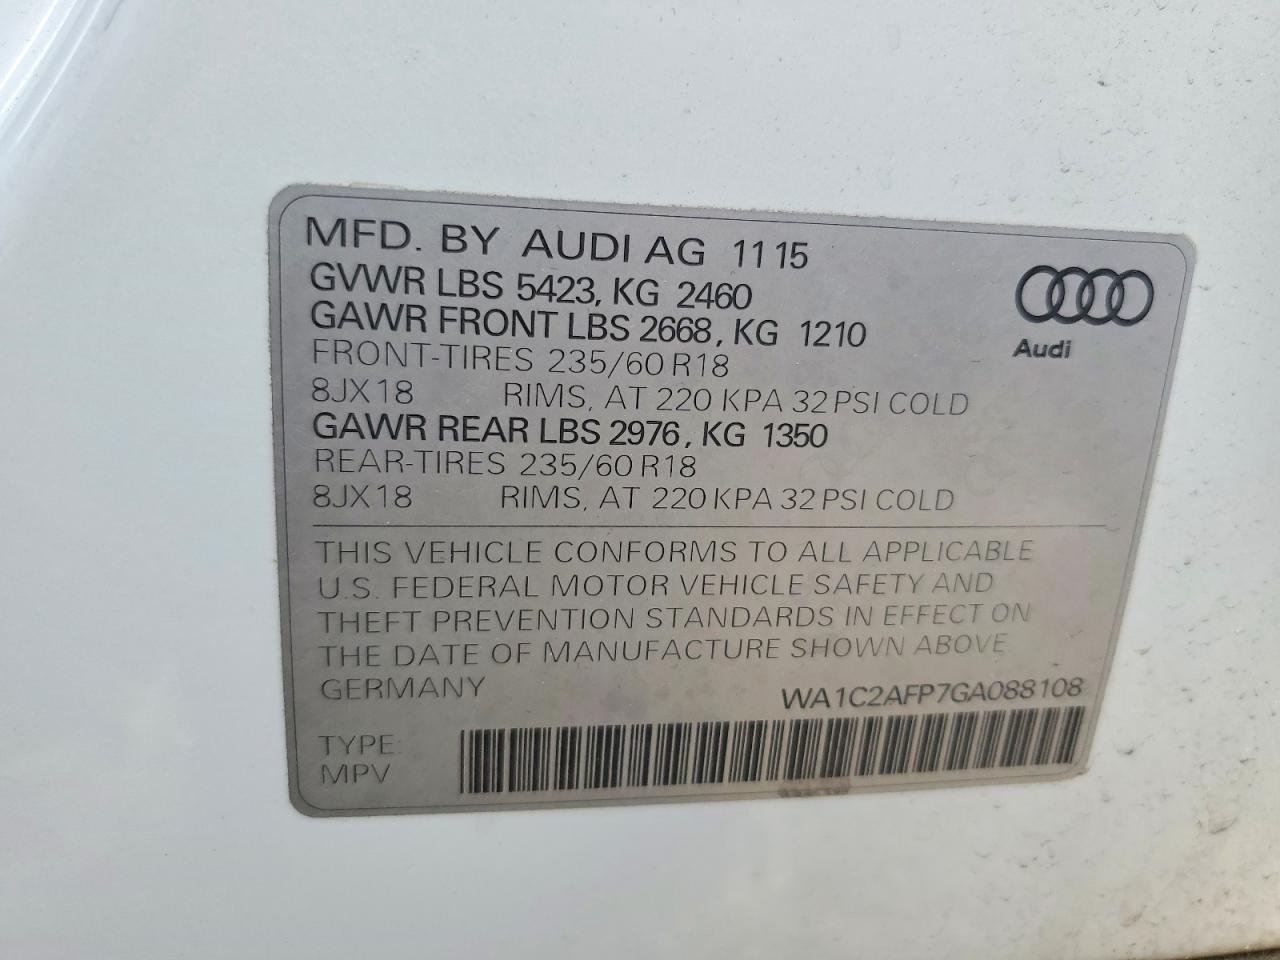 MFD. BY AUDI AG 11 15
GVWR LBS 5423, KG 2460
GAWR FRONT LBS 2668, KG 1210
FRONT-TIRES 235/60 R18
8JX18 RIMS, AT 220 KPA 32 PSI COLD
GAWR REAR LBS 2976, KG 1350
REAR-TIRES 235/60 R18
8JX18 RIMS, AT 220 KPA 32 PSI COLD
Audi
THIS VEHICLE CONFORMS TO ALL APPLICABLE
U.S. FEDERAL MOTOR VEHICLE SAFETY AND
THEFT PREVENTION STANDARDS IN EFFECT ON
THE DATE OF MANUFACTURE SHOWN ABOVE
GERMANY WA1C2AFP7GA088108
TYPE:
MPV